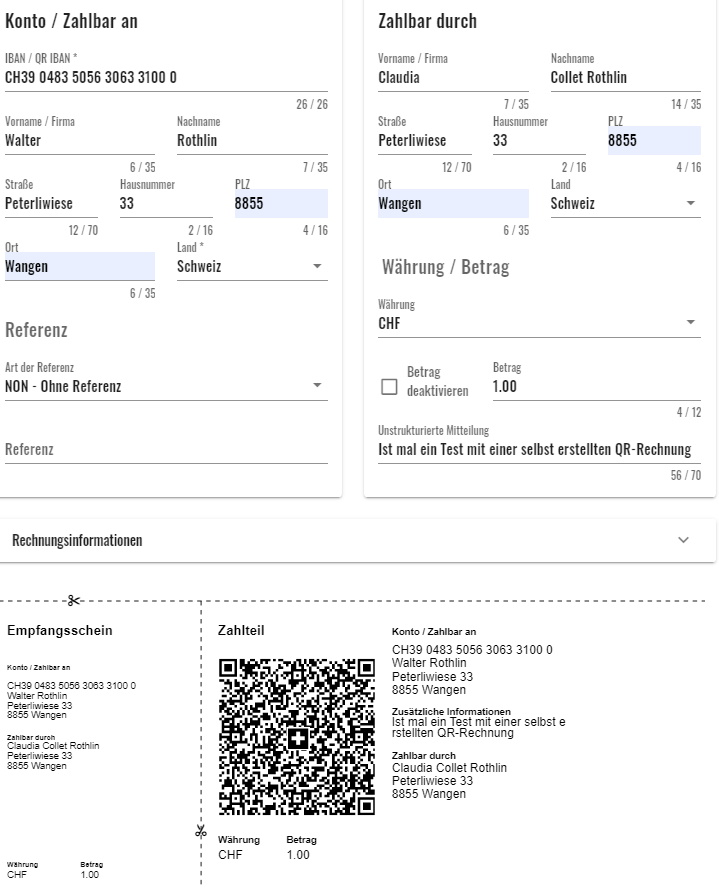 Konto / Zahlbar an
IBAN / QR IBAN *
CH39 0483 5056 3063 3100 0
26 / 26
Vorname / Firma
Nachname
Walter
Rothlin
6 / 35
7 / 35
Straße
Hausnummer
PLZ
Peterliwiese
33
8855
12 / 70
2 / 16
4 / 16
Ort
Land *
Wangen
Schweiz
6 / 35
Referenz
Art der Referenz
NON - Ohne Referenz
Referenz
Zahlbar durch
Vorname / Firma
Nachname
Claudia
Collet Rothlin
7 / 35
14 / 35
Straße
Hausnummer
PLZ
Peterliwiese
33
8855
12 / 70
2 / 16
4 / 16
Ort
Land
Wangen
Schweiz
6 / 35
Währung / Betrag
Währung
CHF
Betrag
deaktivieren
Betrag
1.00
4 / 12
Unstrukturierte Mitteilung
Ist mal ein Test mit einer selbst erstellten QR-Rechnung
56 / 70
Rechnungsinformationen
Empfangsschein
Konto / Zahlbar an
CH39 0483 5056 3063 3100 0
Walter Rothlin
Peterliwiese 33
8855 Wangen
Zahlbar durch
Claudia Collet Rothlin
Peterliwiese 33
8855 Wangen
Währung
Betrag
CHF
1.00
Zahlteil
Währung
Betrag
CHF
1.00
Konto / Zahlbar an
CH39 0483 5056 3063 3100 0
Walter Rothlin
Peterliwiese 33
8855 Wangen
Zusätzliche Informationen
Ist mal ein Test mit einer selbst e
rstellten QR-Rechnung
Zahlbar durch
Claudia Collet Rothlin
Peterliwiese 33
8855 Wangen